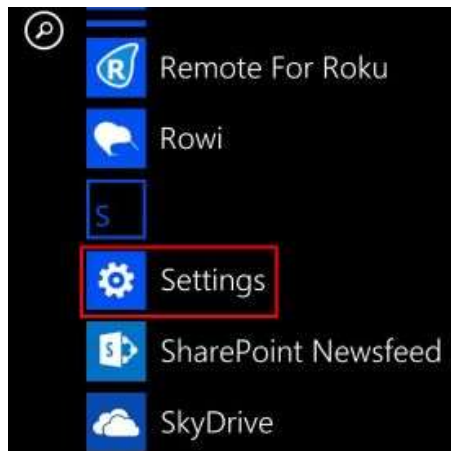 Remote For Roku
Rowi
S
Settings
SharePoint Newsfeed
SkyDrive